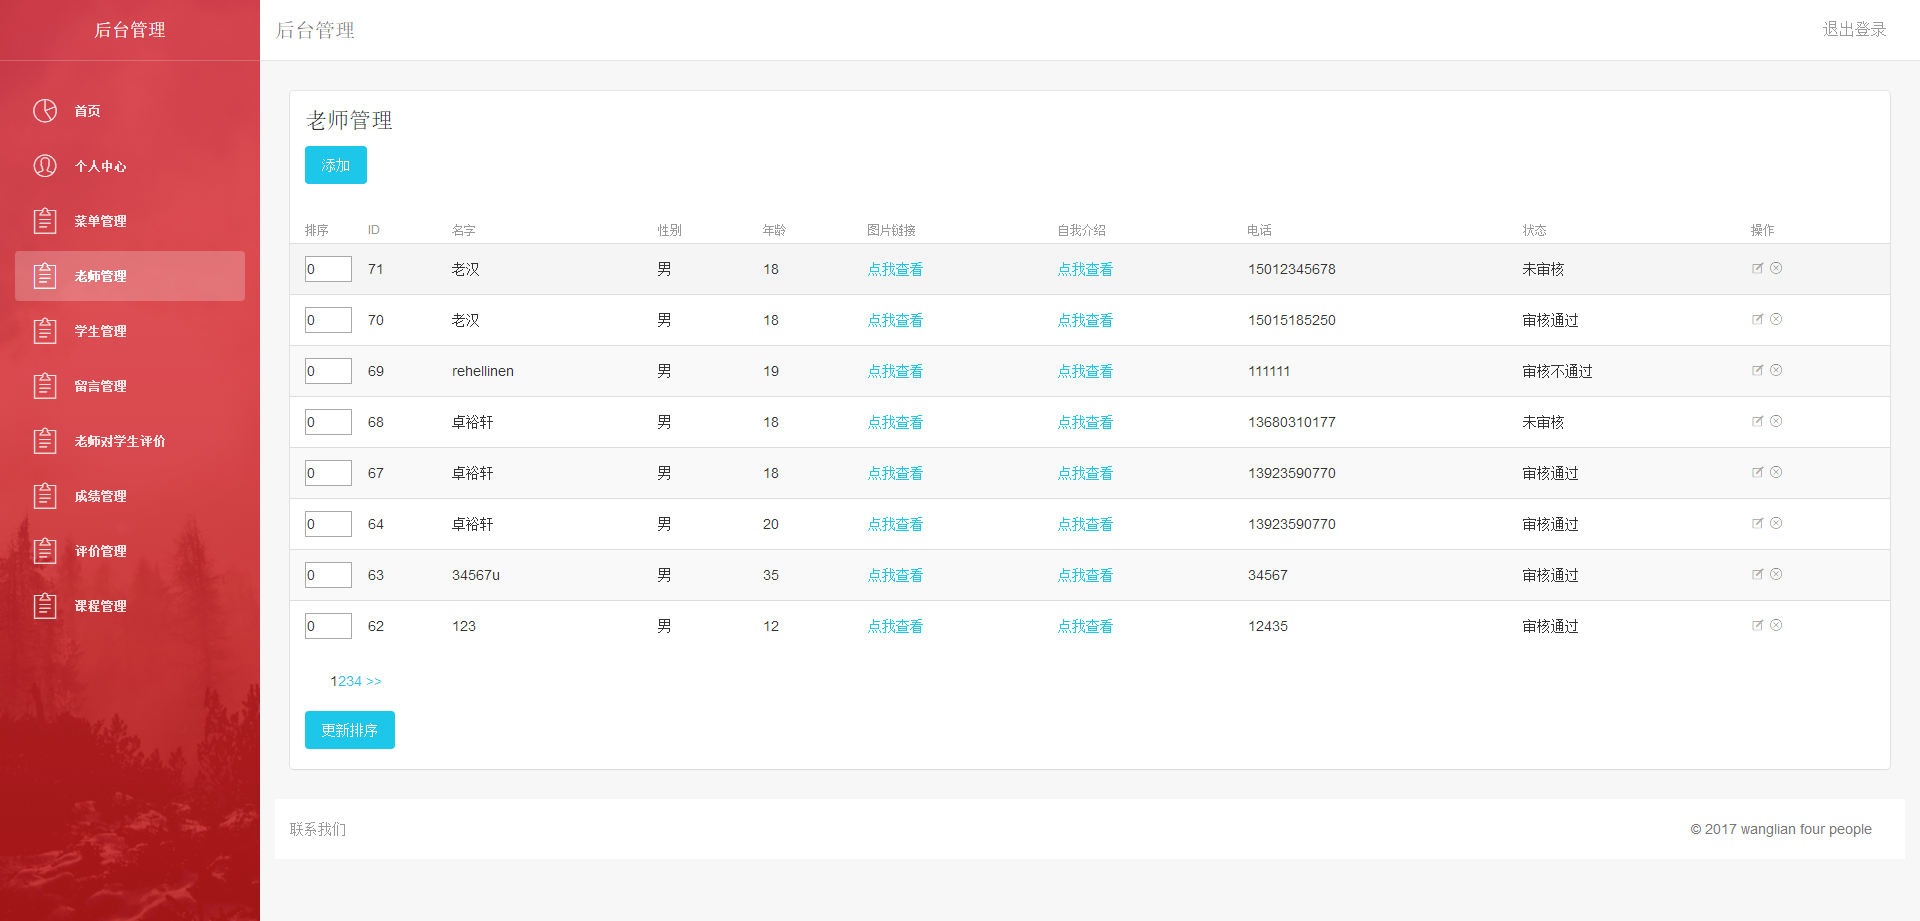 后台管理
首页
个人中心
菜单管理
老师管理
学生管理
留言管理
老师对学生评价
成绩管理
评价管理
课程管理
后台管理 退出登录
老师管理
添加
排序 ID 名字 性别 年龄 图片链接 自我介绍 电话 状态 操作
0 71 老汉 男 18 点我查看 点我查看 15012345678 未审核
0 70 老汉 男 18 点我查看 点我查看 15015185250 审核通过
0 69 rehellinen 男 19 点我查看 点我查看 111111 审核不通过
0 68 卓裕轩 男 18 点我查看 点我查看 13680310177 未审核
0 67 卓裕轩 男 18 点我查看 点我查看 13923590770 审核通过
0 64 卓裕轩 男 20 点我查看 点我查看 13923590770 审核通过
0 63 34567u 男 35 点我查看 点我查看 34567 审核通过
0 62 123 男 12 点我查看 点我查看 12435 审核通过
1234 >>
更新排序
联系我们 © 2017 wanglian four people